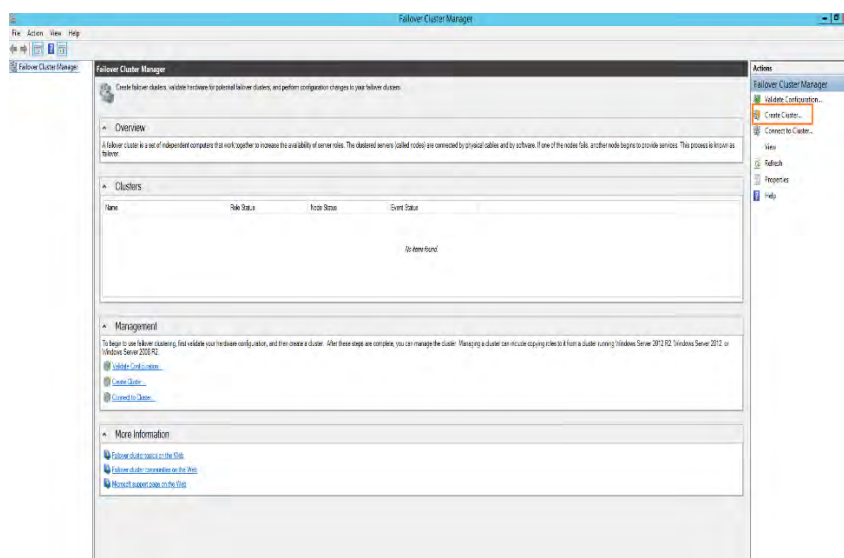 Failover Cluster Manager
File Action View Help
Failover Cluster Manager
Failover Cluster Manager
Create failover clusters, validate hardware for potential failover clusters, and perform configuration changes to your failover clusters.
Overview
A failover cluster is a set of independent computers that work together to increase the availability of server roles. The clustered servers (called nodes) are connected by physical cables and by software. If one of the nodes fails, another node begins to provide services. This process is known as
failover.
Clusters
Name Role Status Node Status Event Status
No items found.
Management
To begin to use failover clustering, first validate your hardware configuration, and then create a cluster. After these steps are complete, you can manage the cluster. Managing a cluster can include copying roles to it from a cluster running Windows Server 2012 R2, Windows Server 2012, or
Windows Server 2008 R2.
Validate Configuration...
Create Cluster...
Connect to Cluster...
More Information
Failover cluster topics on the Web
Failover cluster communities on the Web
Microsoft support page on the Web
Actions
Failover Cluster Manager
Validate Configuration...
Create Cluster...
Connect to Cluster...
View
Refresh
Properties
Help